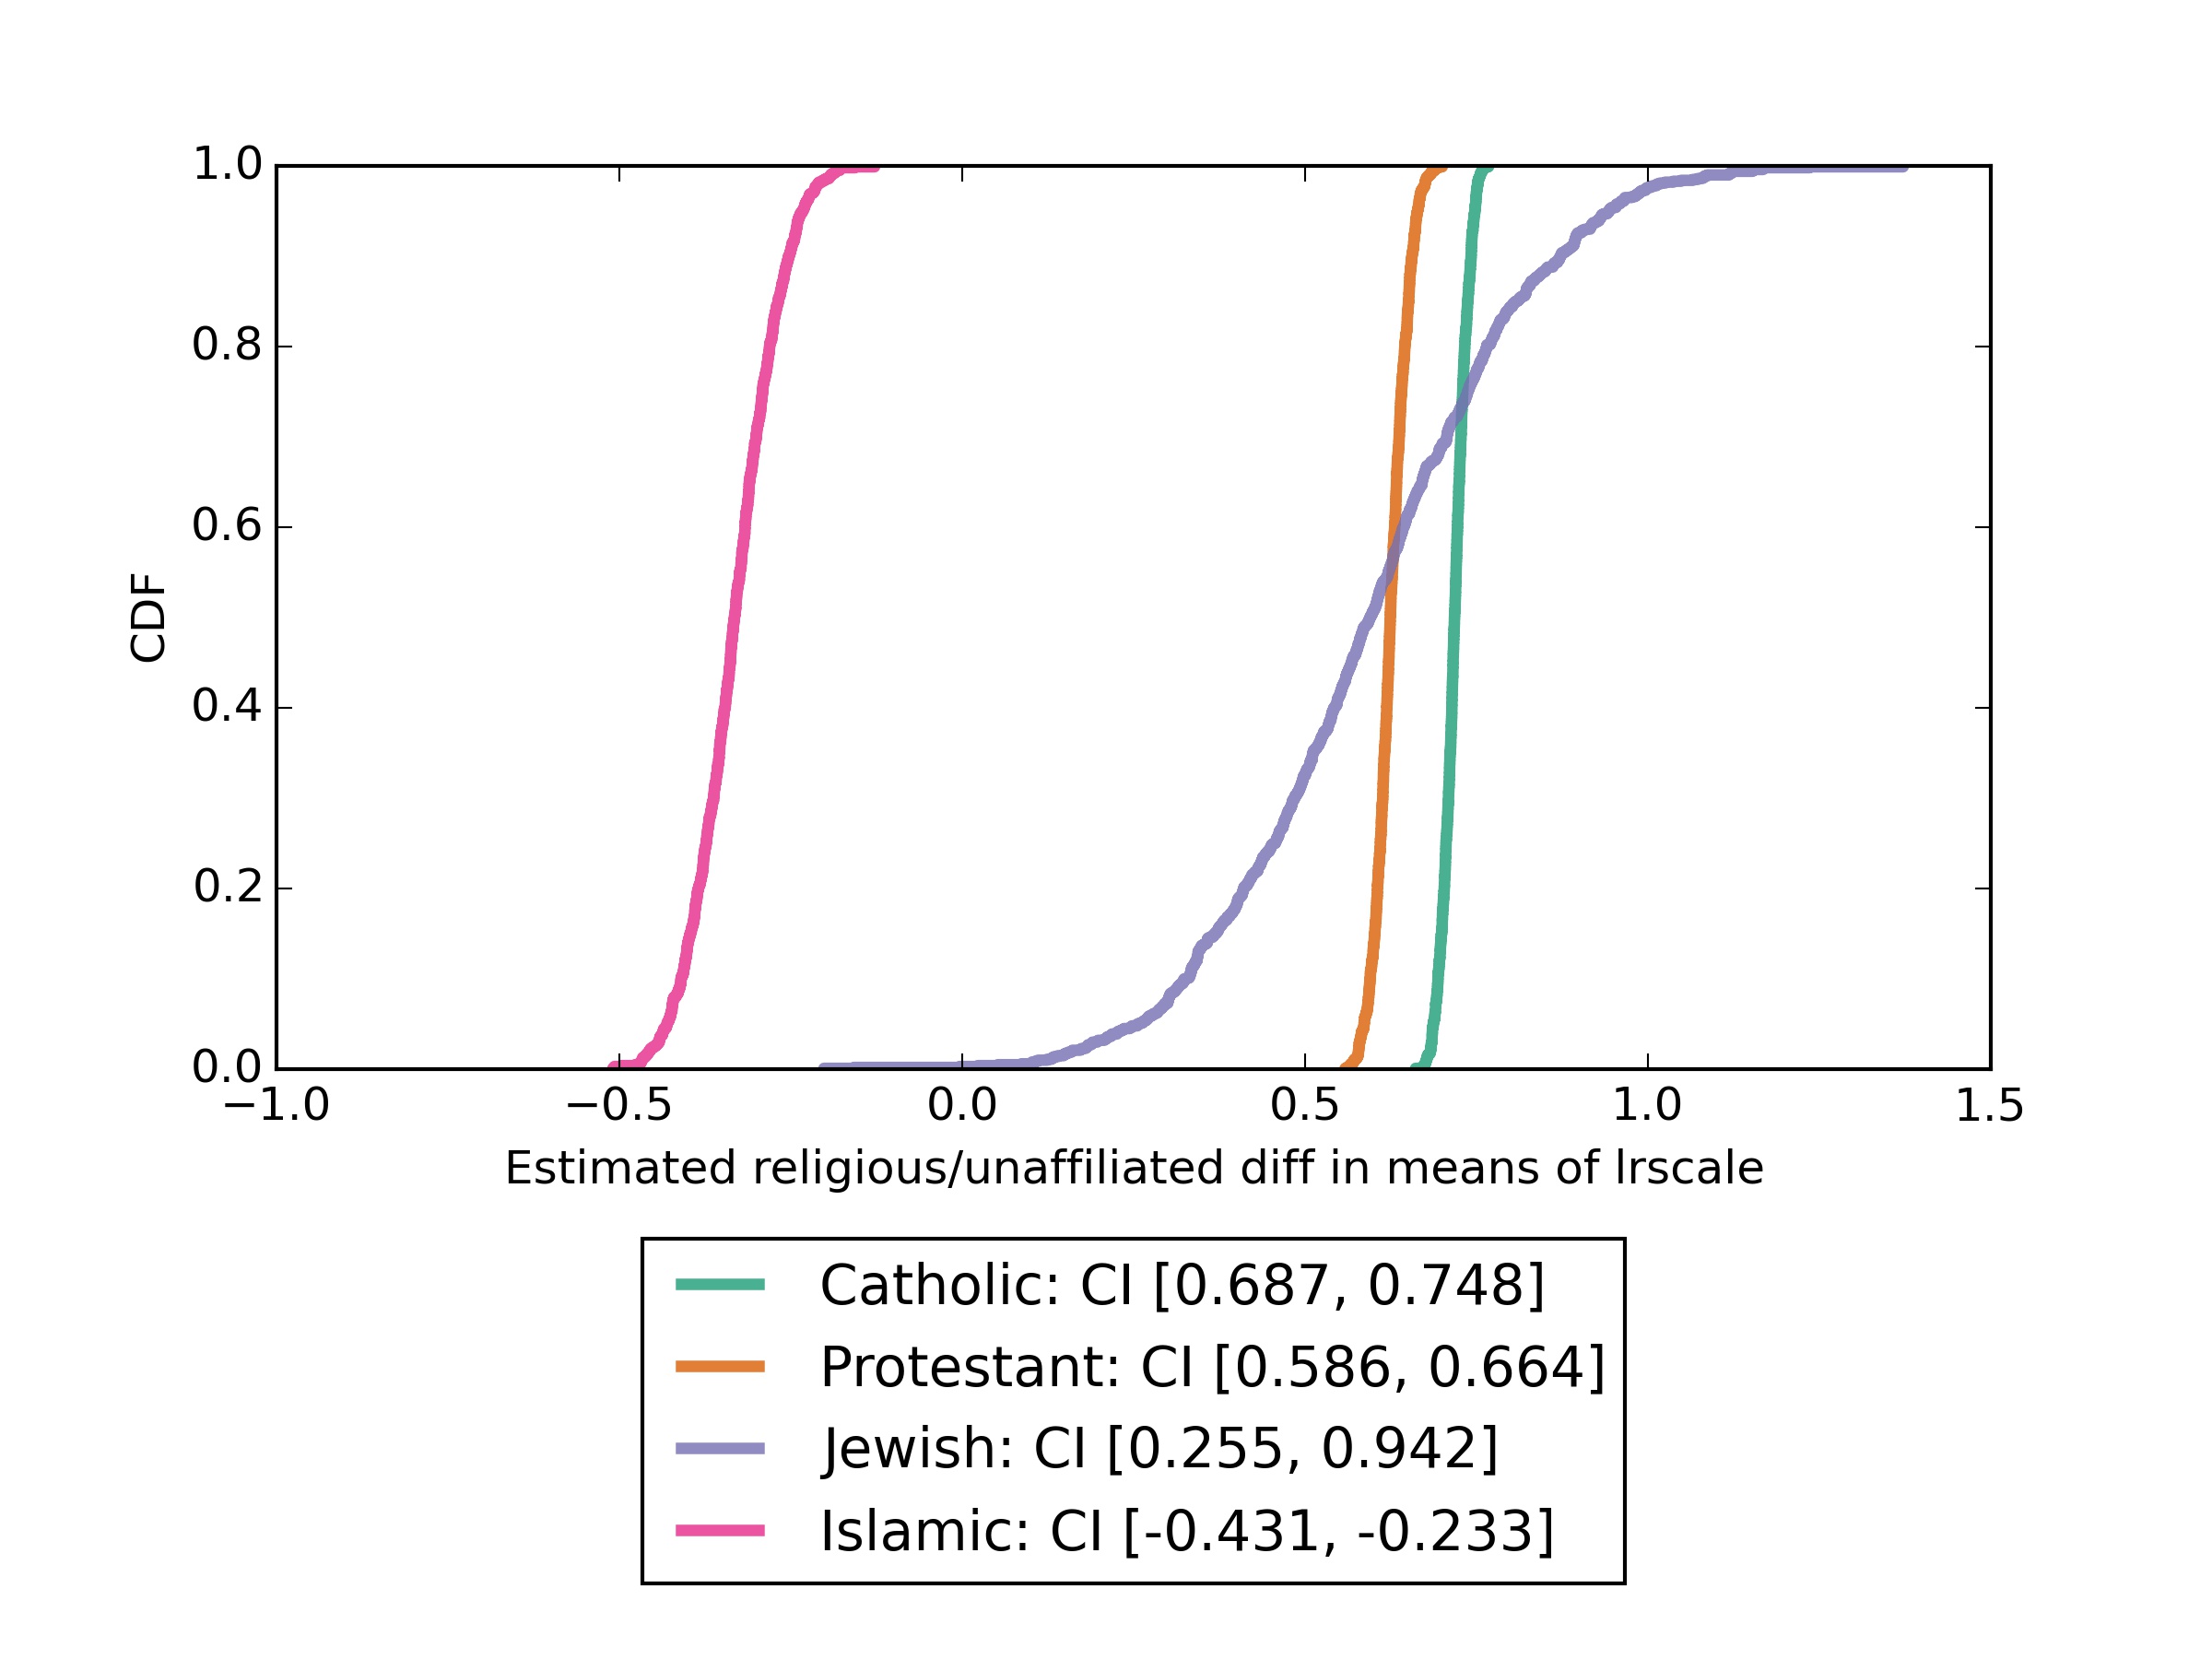 1.0
0.8
0.6
0.4
0.2
0.0
CDF
−1.0 −0.5 0.0 0.5 1.0 1.5
Estimated religious/unaffiliated diff in means of lrscale
Catholic: CI [0.687, 0.748]
Protestant: CI [0.586, 0.664]
Jewish: CI [0.255, 0.942]
Islamic: CI [-0.431, -0.233]